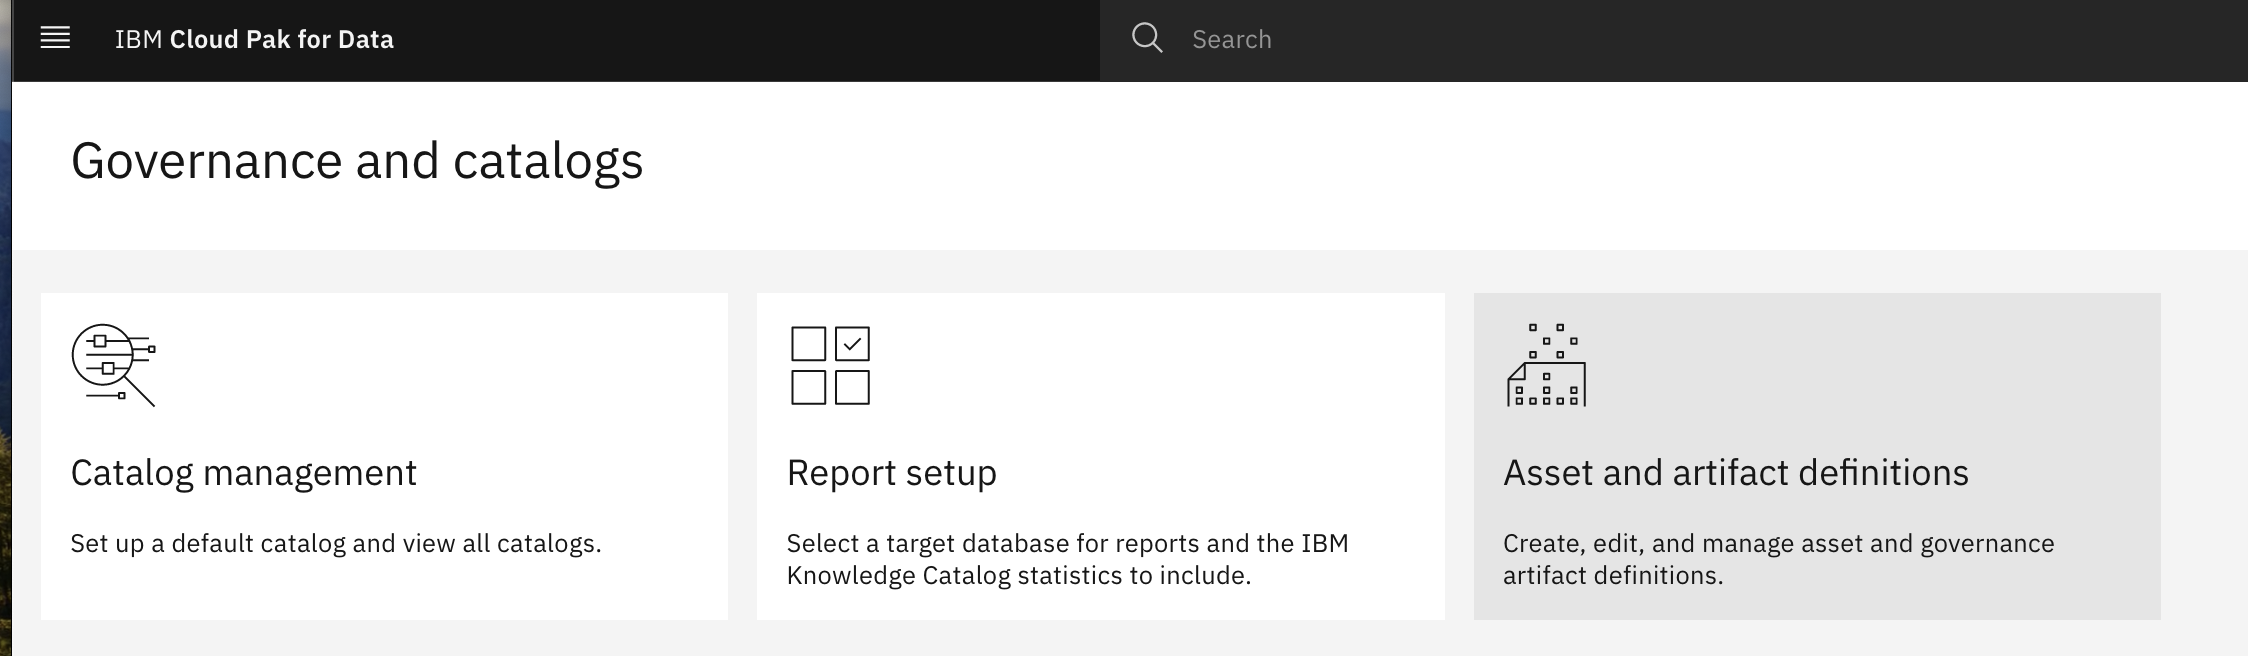 IBM Cloud Pak for Data
Search
Governance and catalogs
Catalog management
Set up a default catalog and view all catalogs.
Report setup
Select a target database for reports and the IBM
Knowledge Catalog statistics to include.
Asset and artifact definitions
Create, edit, and manage asset and governance
artifact definitions.